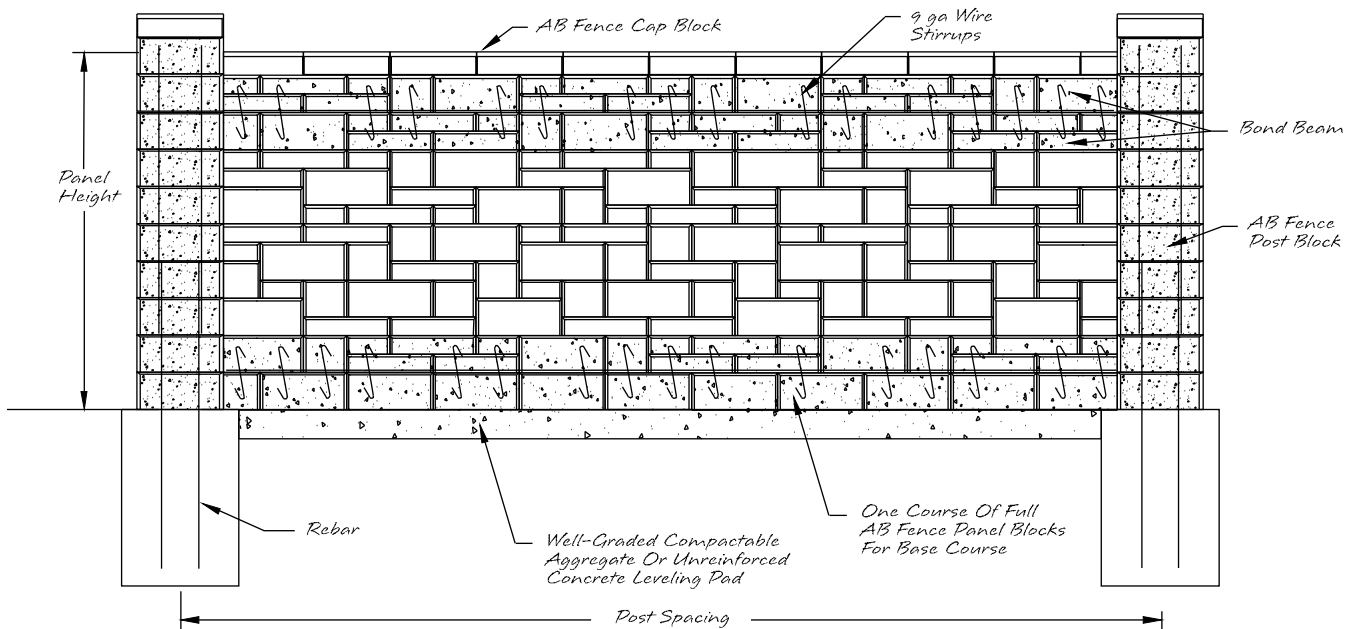 AB Fence Cap Block
9 ga Wire
Stirrups
Bond Beam
Panel
Height
AB Fence
Post Block
Rebar
Well-Graded Compactable
Aggregate Or Unreinforced
Concrete Leveling Pad
One Course Of Full
AB Fence Panel Blocks
For Base Course
Post Spacing